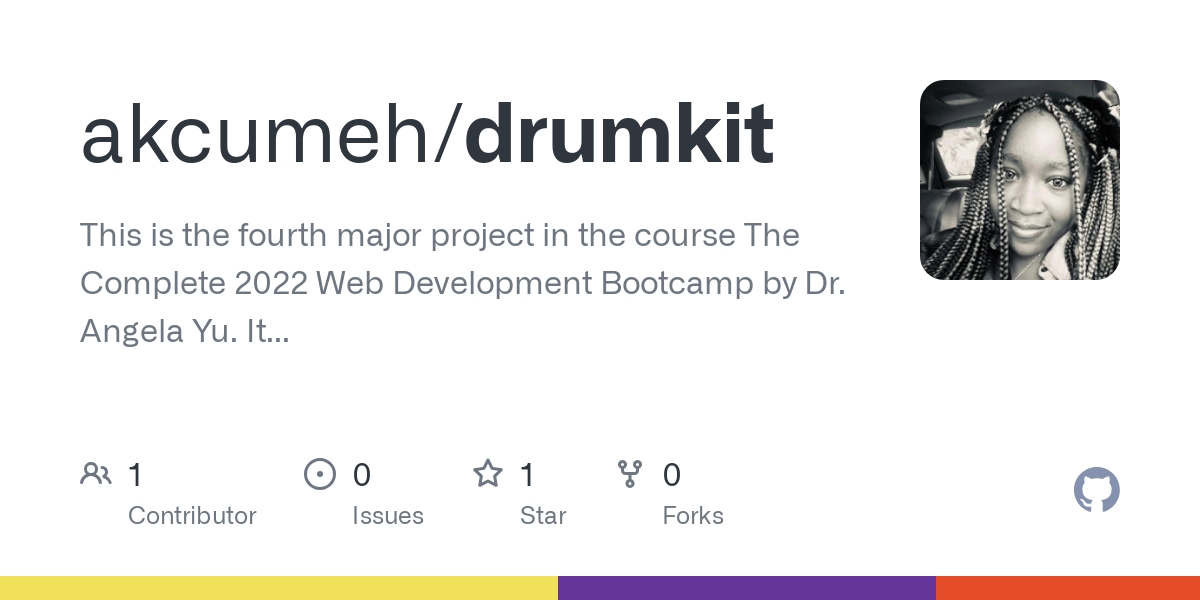 akcumeh/drumkit
This is the fourth major project in the course The
Complete 2022 Web Development Bootcamp by Dr.
Angela Yu. It...
1 0 1 0
Contributor Issues Star Forks